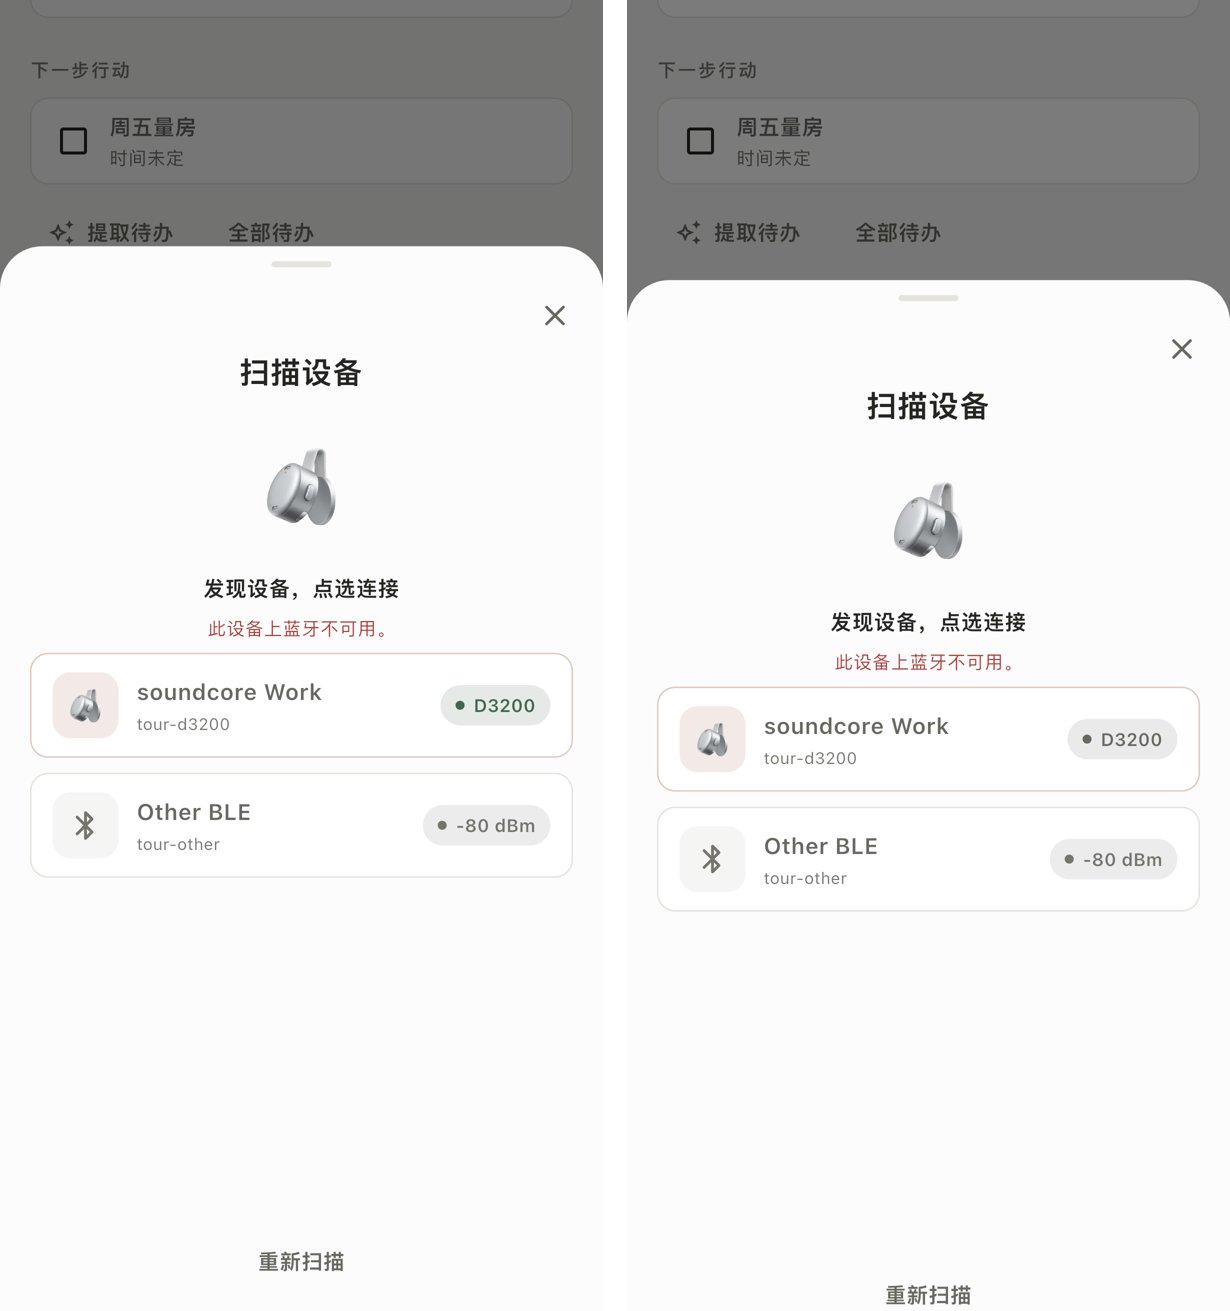 下一步行动
周五量房
时间未定
提取待办 全部待办
扫描设备
发现设备，点选连接
此设备上蓝牙不可用。
soundcore Work
tour-d3200
D3200
Other BLE
tour-other
-80 dBm
重新扫描
下一步行动
周五量房
时间未定
提取待办 全部待办
扫描设备
发现设备，点选连接
此设备上蓝牙不可用。
soundcore Work
tour-d3200
D3200
Other BLE
tour-other
-80 dBm
重新扫描